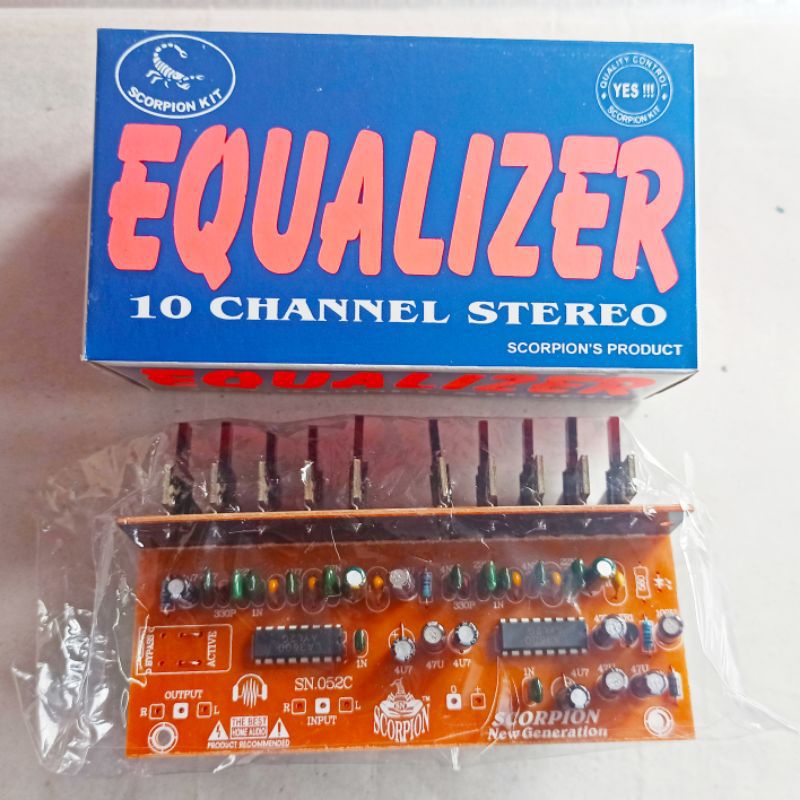 SCORPION KIT
QUALITY CONTROL
YES !!!
SCORPION KIT
EQUALIZER
10 CHANNEL STEREO
SCORPION'S PRODUCT
EQUALIZER
330P
1N
330P
1N
560
BYPASS
ACTIVE
1N
4U7
47U
4U7
1N
4U7
47U
SN.052C
OUTPUT
R
L
R
L
INPUT
SCORPION
0
+
THE BEST
HOME AUDIO
PRODUCT RECOMMENDED
SCORPION
New Generation